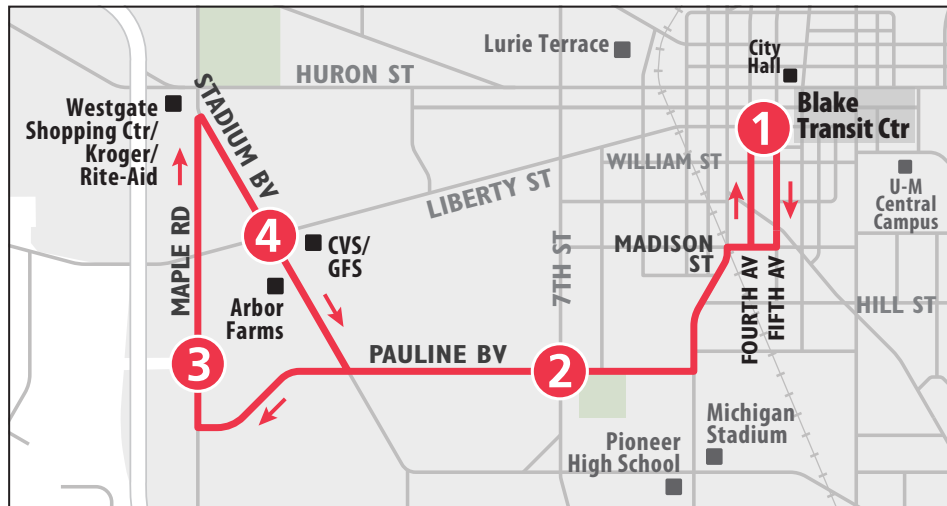 Lurie Terrace
City
Hall
HURON ST
STADIUM BV
Westgate
Shopping Ctr/
Kroger/
Rite-Aid
1
Blake
Transit Ctr
WILLIAM ST
LIBERTY ST
U-M
Central
Campus
MAPLE RD
4
CVS/
GFS
7TH ST
MADISON
ST
FOURTH AV
FIFTH AV
HILL ST
Arbor
Farms
3
PAULINE BV
2
Michigan
Stadium
Pioneer
High School